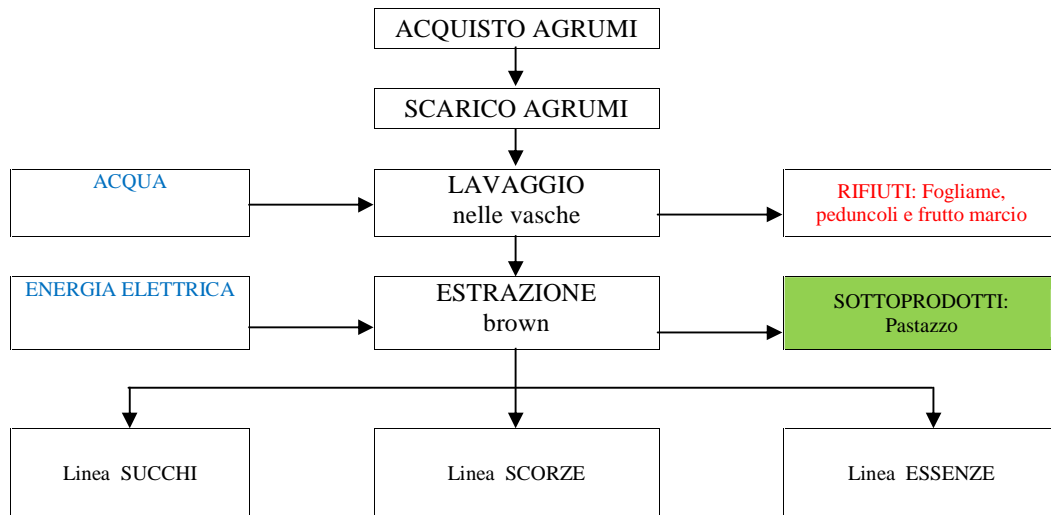 ACQUISTO AGRUMI
SCARICO AGRUMI
ACQUA
LAVAGGIO
nelle vasche
RIFIUTI: Fogliame,
peduncoli e frutto marcio
ENERGIA ELETTRICA
ESTRAZIONE
brown
SOTTOPRODOTTI:
Pastazzo
Linea SUCCHI
Linea SCORZE
Linea ESSENZE